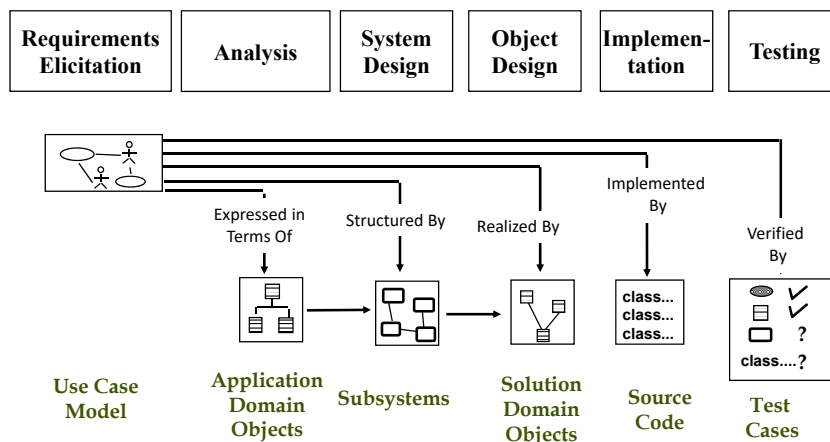 Requirements
Elicitation
Analysis
System
Design
Object
Design
Implemen-
tation
Testing
Expressed in
Terms Of
Structured By
Realized By
Implemented
By
Verified
By
class...
class...
class...
?
class....?
Use Case
Model
Application
Domain
Objects
Subsystems
Solution
Domain
Objects
Source
Code
Test
Cases